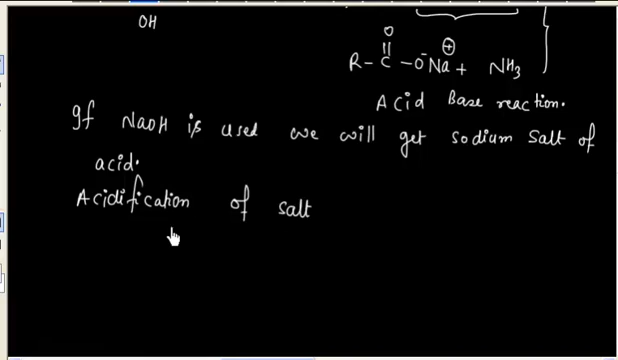 OH
O
R-C-O⁻Na⊕ + NH₃
Acid Base reaction.
If NaOH is used we will get sodium salt of
acid.
Acidification of salt